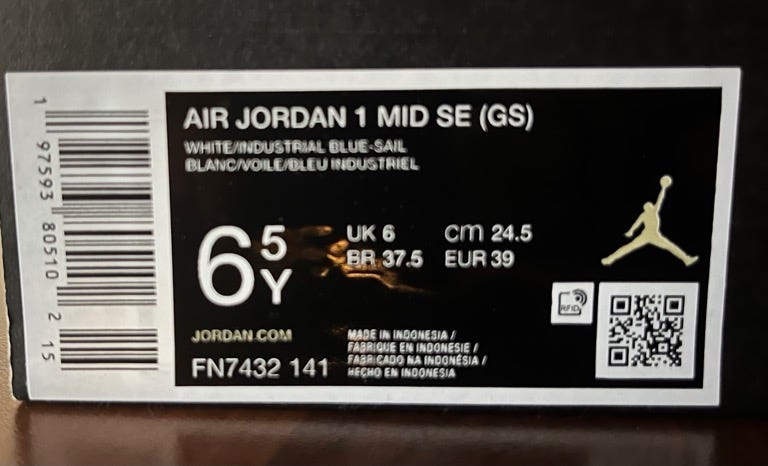 1 97593 80510 2 15
AIR JORDAN 1 MID SE (GS)
WHITE/INDUSTRIAL BLUE-SAIL
BLANC/VOILE/BLEU INDUSTRIEL
6 5 Y
UK 6 cm 24.5
BR 37.5 EUR 39
RFID
JORDAN.COM
FN7432 141
MADE IN INDONESIA /
FABRIQUE EN INDONESIE /
FABRICADO NA INDONÉSIA /
HECHO EN INDONESIA